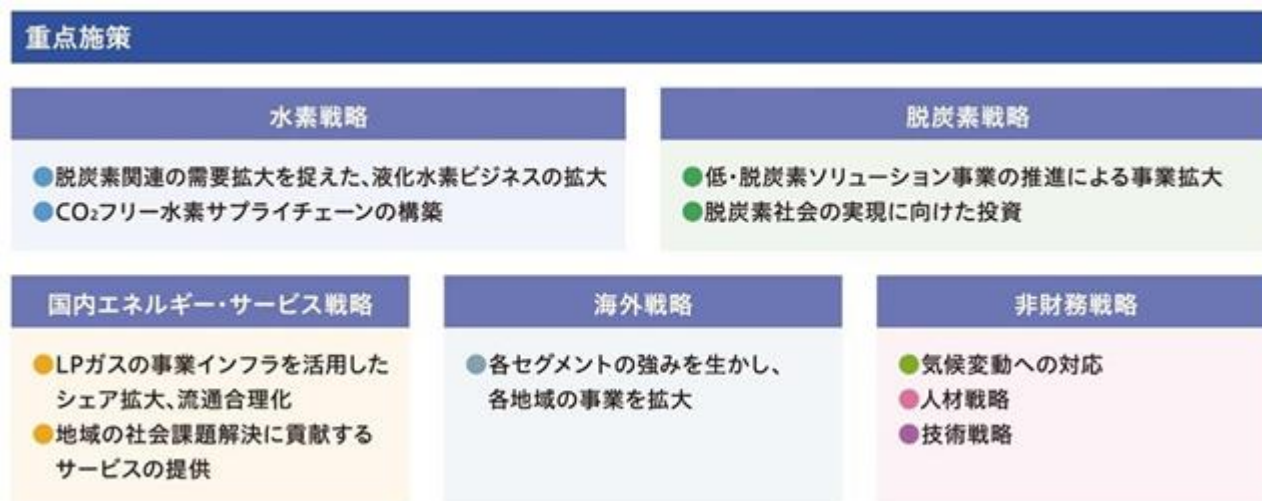 重点施策
水素戦略
●脱炭素関連の需要拡大を捉えた、液化水素ビジネスの拡大
●CO₂フリー水素サプライチェーンの構築
脱炭素戦略
●低・脱炭素ソリューション事業の推進による事業拡大
●脱炭素社会の実現に向けた投資
国内エネルギー・サービス戦略
●LPガスの事業インフラを活用した
シェア拡大、流通合理化
●地域の社会課題解決に貢献する
サービスの提供
海外戦略
●各セグメントの強みを生かし、
各地域の事業を拡大
非財務戦略
●気候変動への対応
●人材戦略
●技術戦略